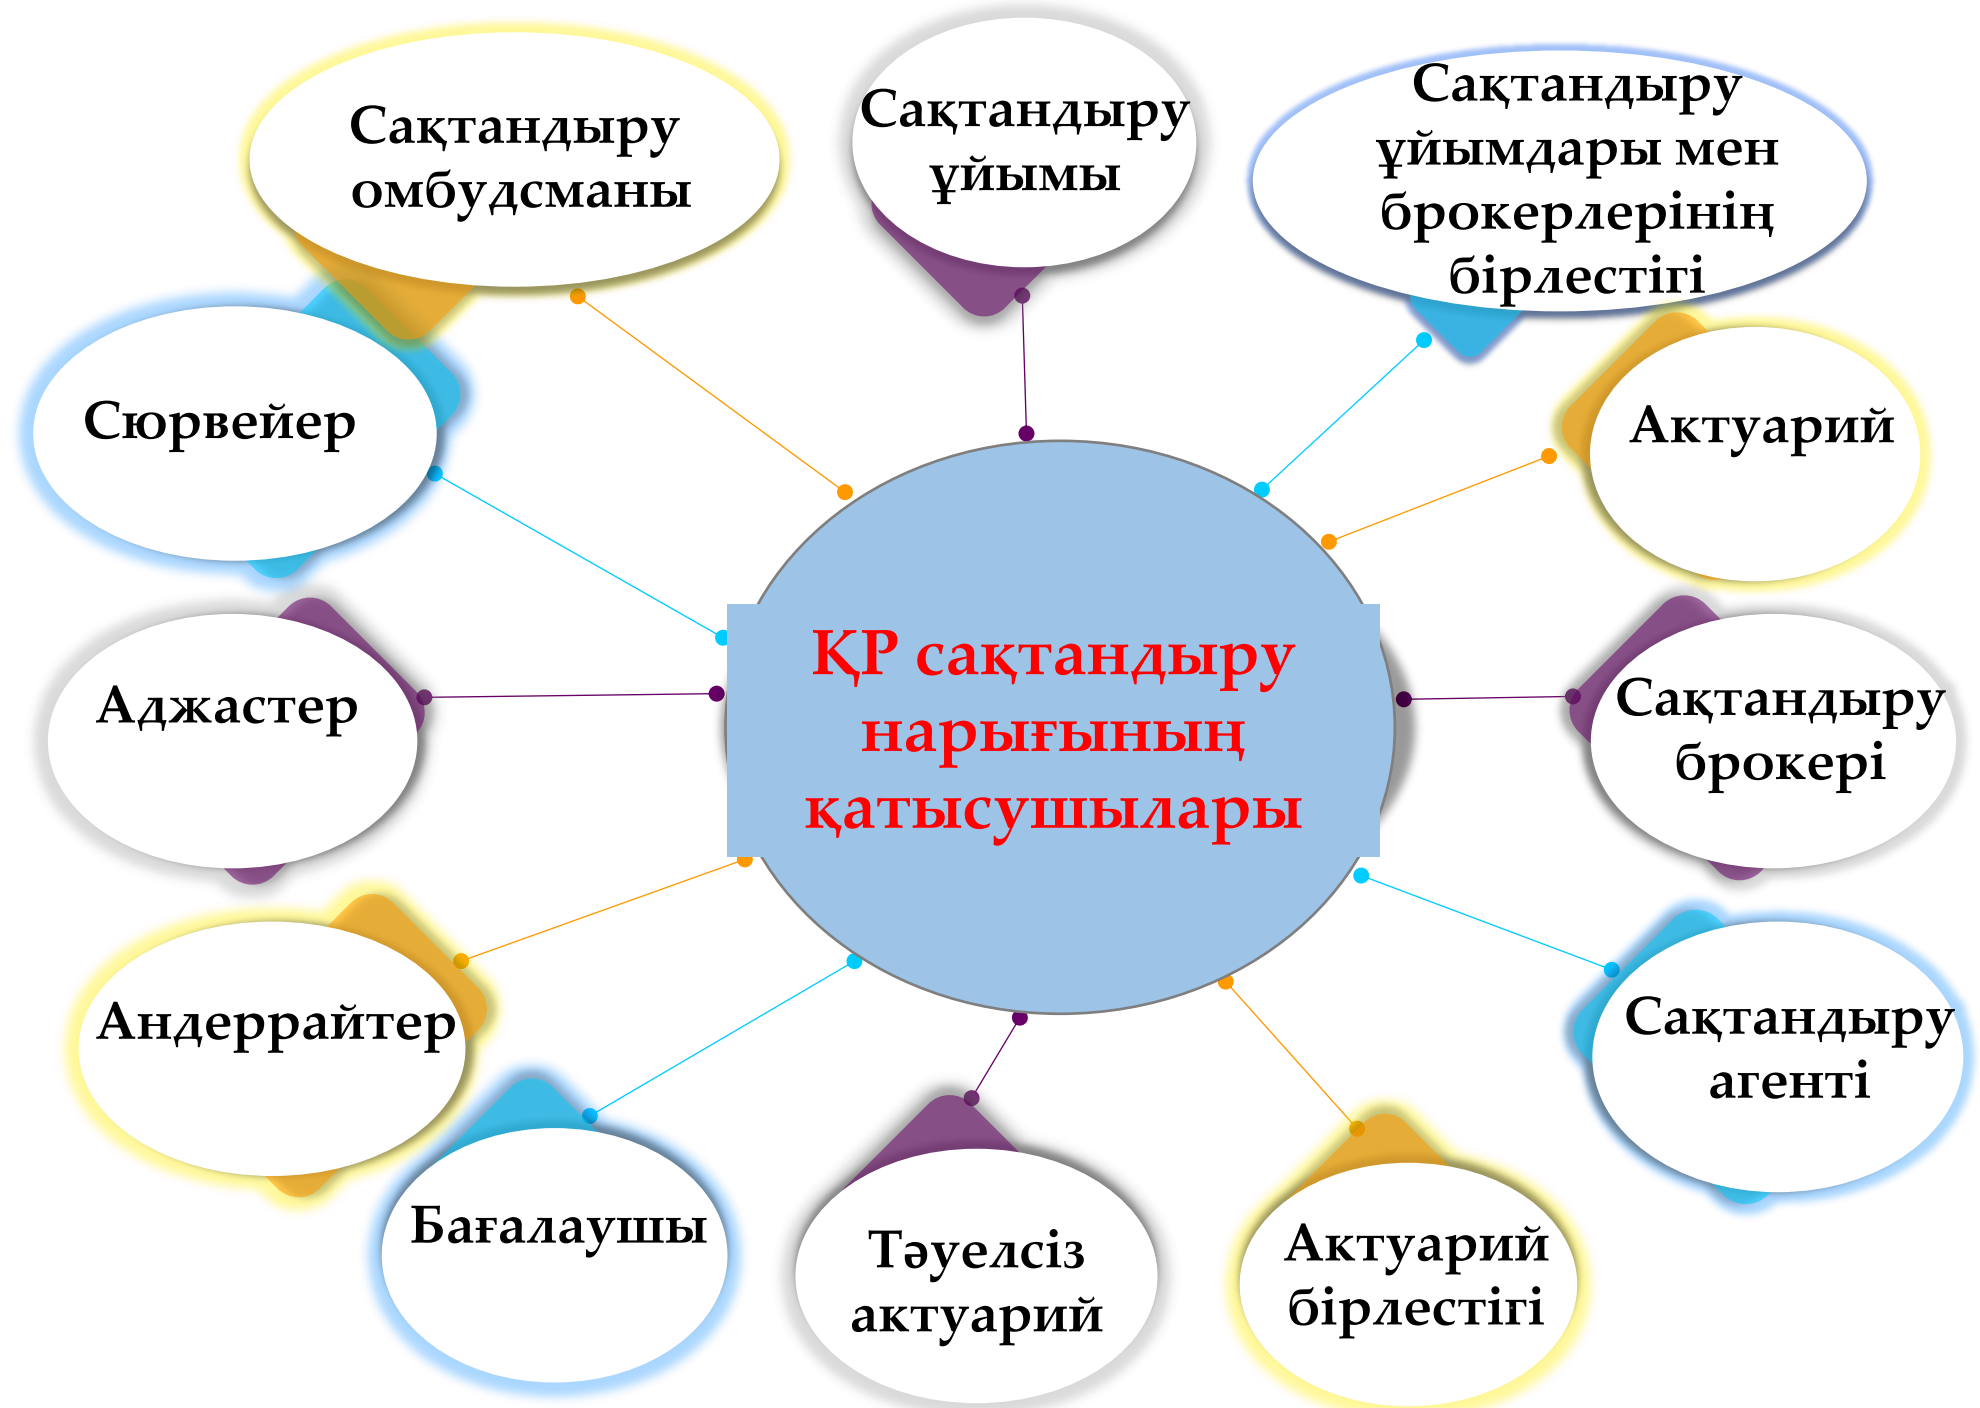 Сақтандыру
омбудсманы
Сақтандыру
ұйымы
Сақтандыру
ұйымдары мен
брокерлерінің
бірлестігі
Сюрвейер
Актуарий
ҚР сақтандыру
нарығының
қатысушылары
Аджастер
Сақтандыру
брокері
Андеррайтер
Сақтандыру
агенті
Бағалаушы
Тәуелсіз
актуарий
Актуарий
бірлестігі